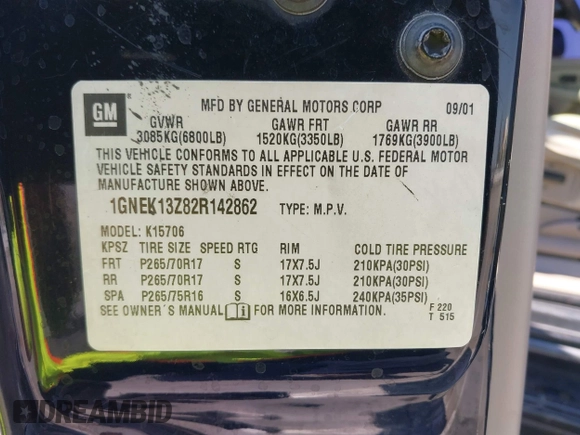 GM
MFD BY GENERAL MOTORS CORP 09/01
GVWR GAWR FRT GAWR RR
3085KG(6800LB) 1520KG(3350LB) 1769KG(3900LB)
THIS VEHICLE CONFORMS TO ALL APPLICABLE U.S. FEDERAL MOTOR
VEHICLE SAFETY STANDARDS IN EFFECT ON THE DATE OF
MANUFACTURE SHOWN ABOVE.
1GNEK13Z82R142862 TYPE: M.P.V.
MODEL: K15706
KPSZ TIRE SIZE SPEED RTG RIM COLD TIRE PRESSURE
FRT P265/70R17 S 17X7.5J 210KPA(30PSI)
RR P265/70R17 S 17X7.5J 210KPA(30PSI)
SPA P265/75R16 S 16X6.5J 240KPA(35PSI)
SEE OWNER'S MANUAL FOR MORE INFORMATION.
F 220
T 515
DREAMBID